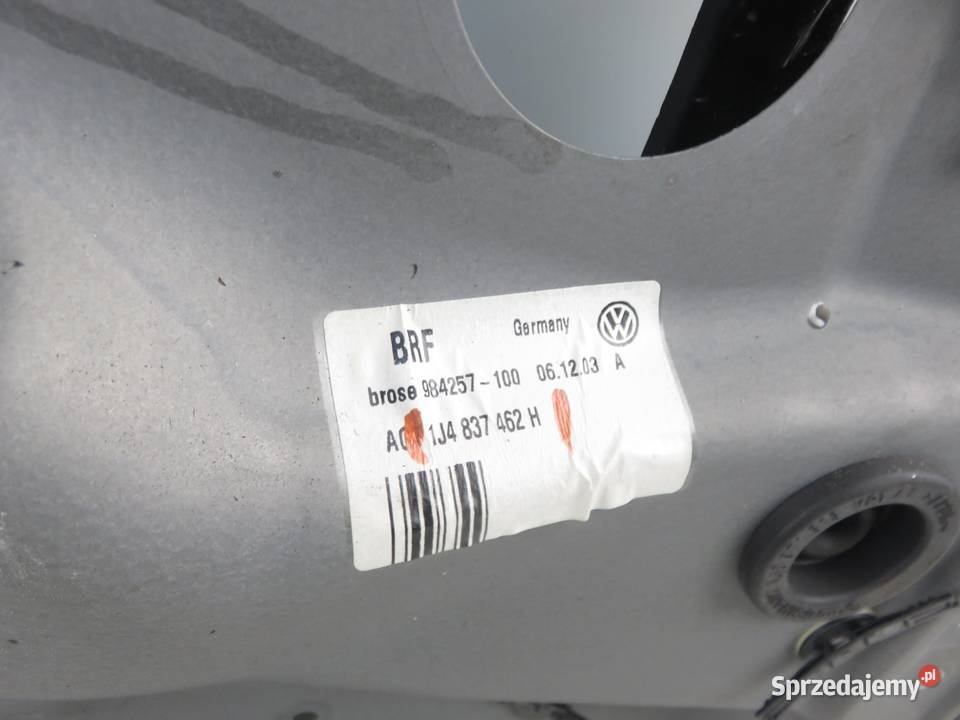 BRF Germany
brose 984257-100 06.12.03 A
1J4 837 462 H
Sprzedajemy.pl